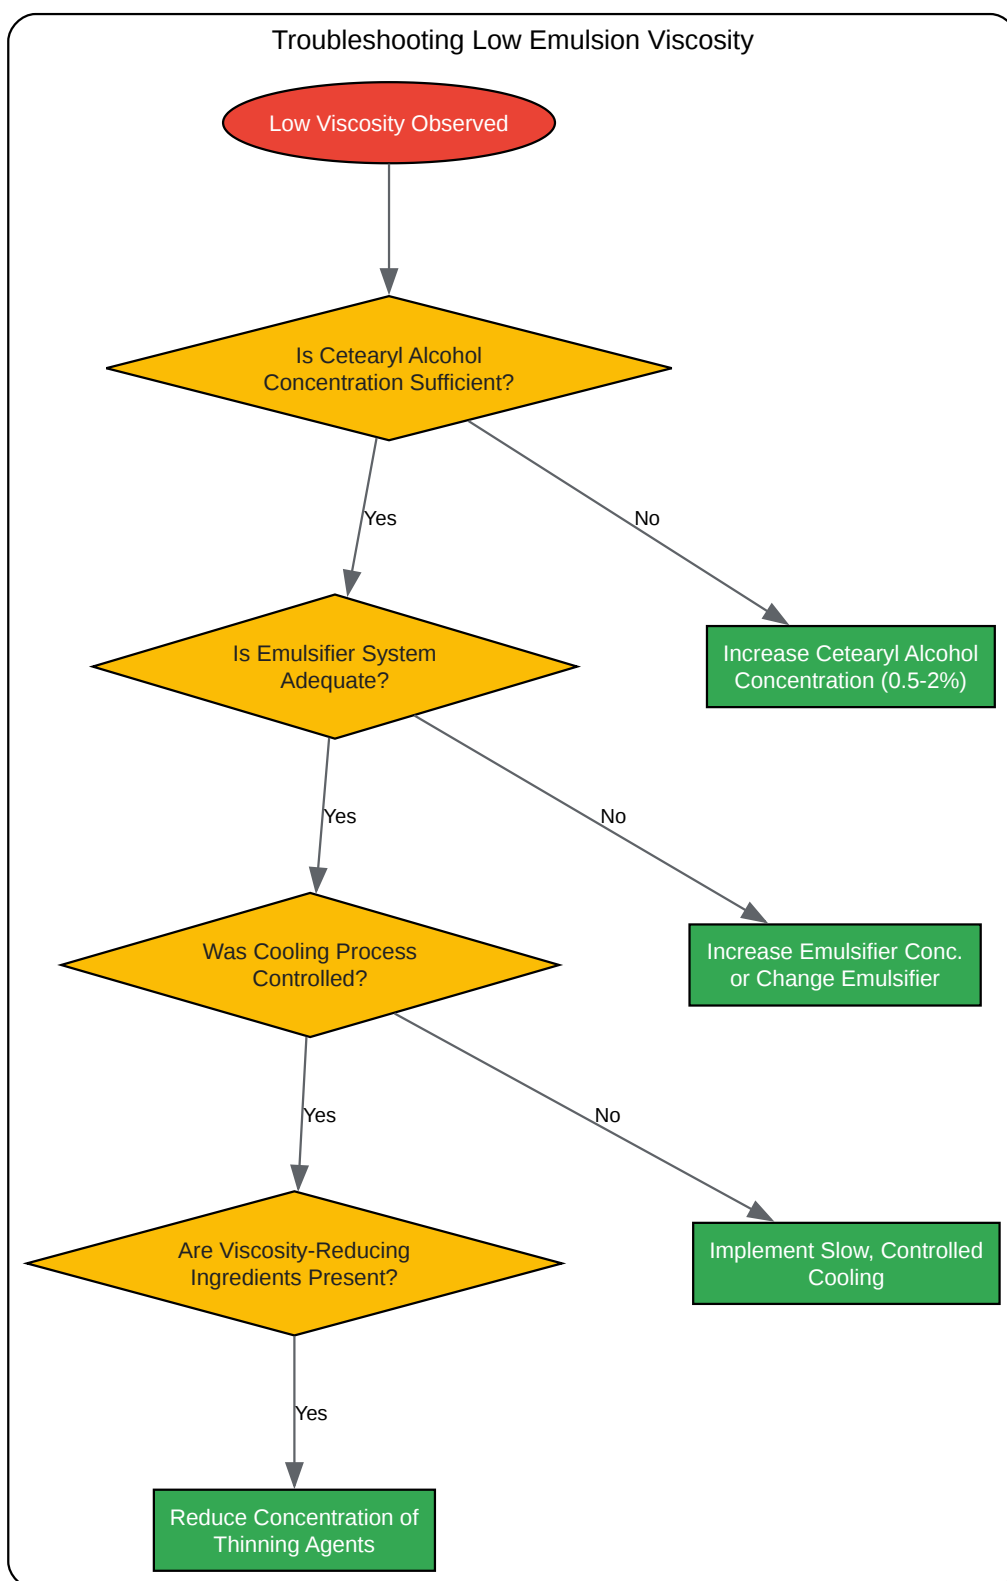 Troubleshooting Low Emulsion Viscosity
Low Viscosity Observed
Is Cetearyl Alcohol
Concentration Sufficient?
Yes
No
Is Emulsifier System
Adequate?
Increase Cetearyl Alcohol
Concentration (0.5-2%)
Yes
No
Was Cooling Process
Controlled?
Increase Emulsifier Conc.
or Change Emulsifier
Yes
No
Are Viscosity-Reducing
Ingredients Present?
Implement Slow, Controlled
Cooling
Yes
Reduce Concentration of
Thinning Agents